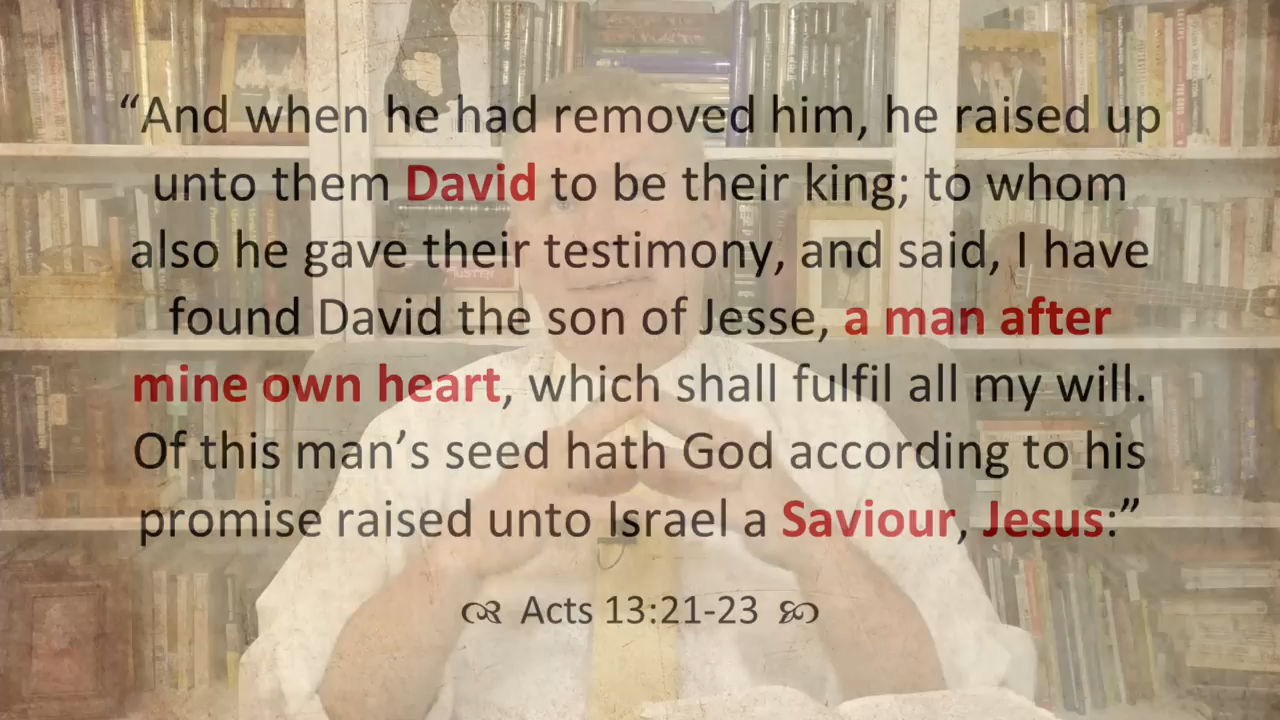 “And when he had removed him, he raised up
unto them David to be their king; to whom
also he gave their testimony, and said, I have
found David the son of Jesse, a man after
mine own heart, which shall fulfil all my will.
Of this man’s seed hath God according to his
promise raised unto Israel a Saviour, Jesus:”
Acts 13:21-23